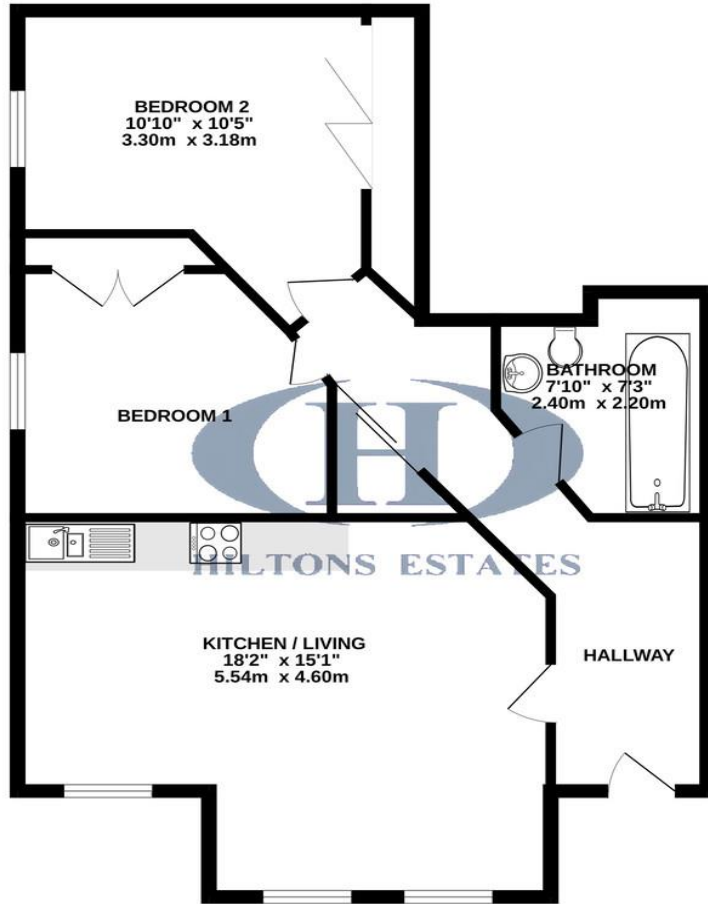 BEDROOM 2
10'10" x 10'5"
3.30m x 3.18m
BEDROOM 1
BATHROOM
7'10" x 7'3"
2.40m x 2.20m
H
HILTONS ESTATES
KITCHEN / LIVING
18'2" x 15'1"
5.54m x 4.60m
HALLWAY